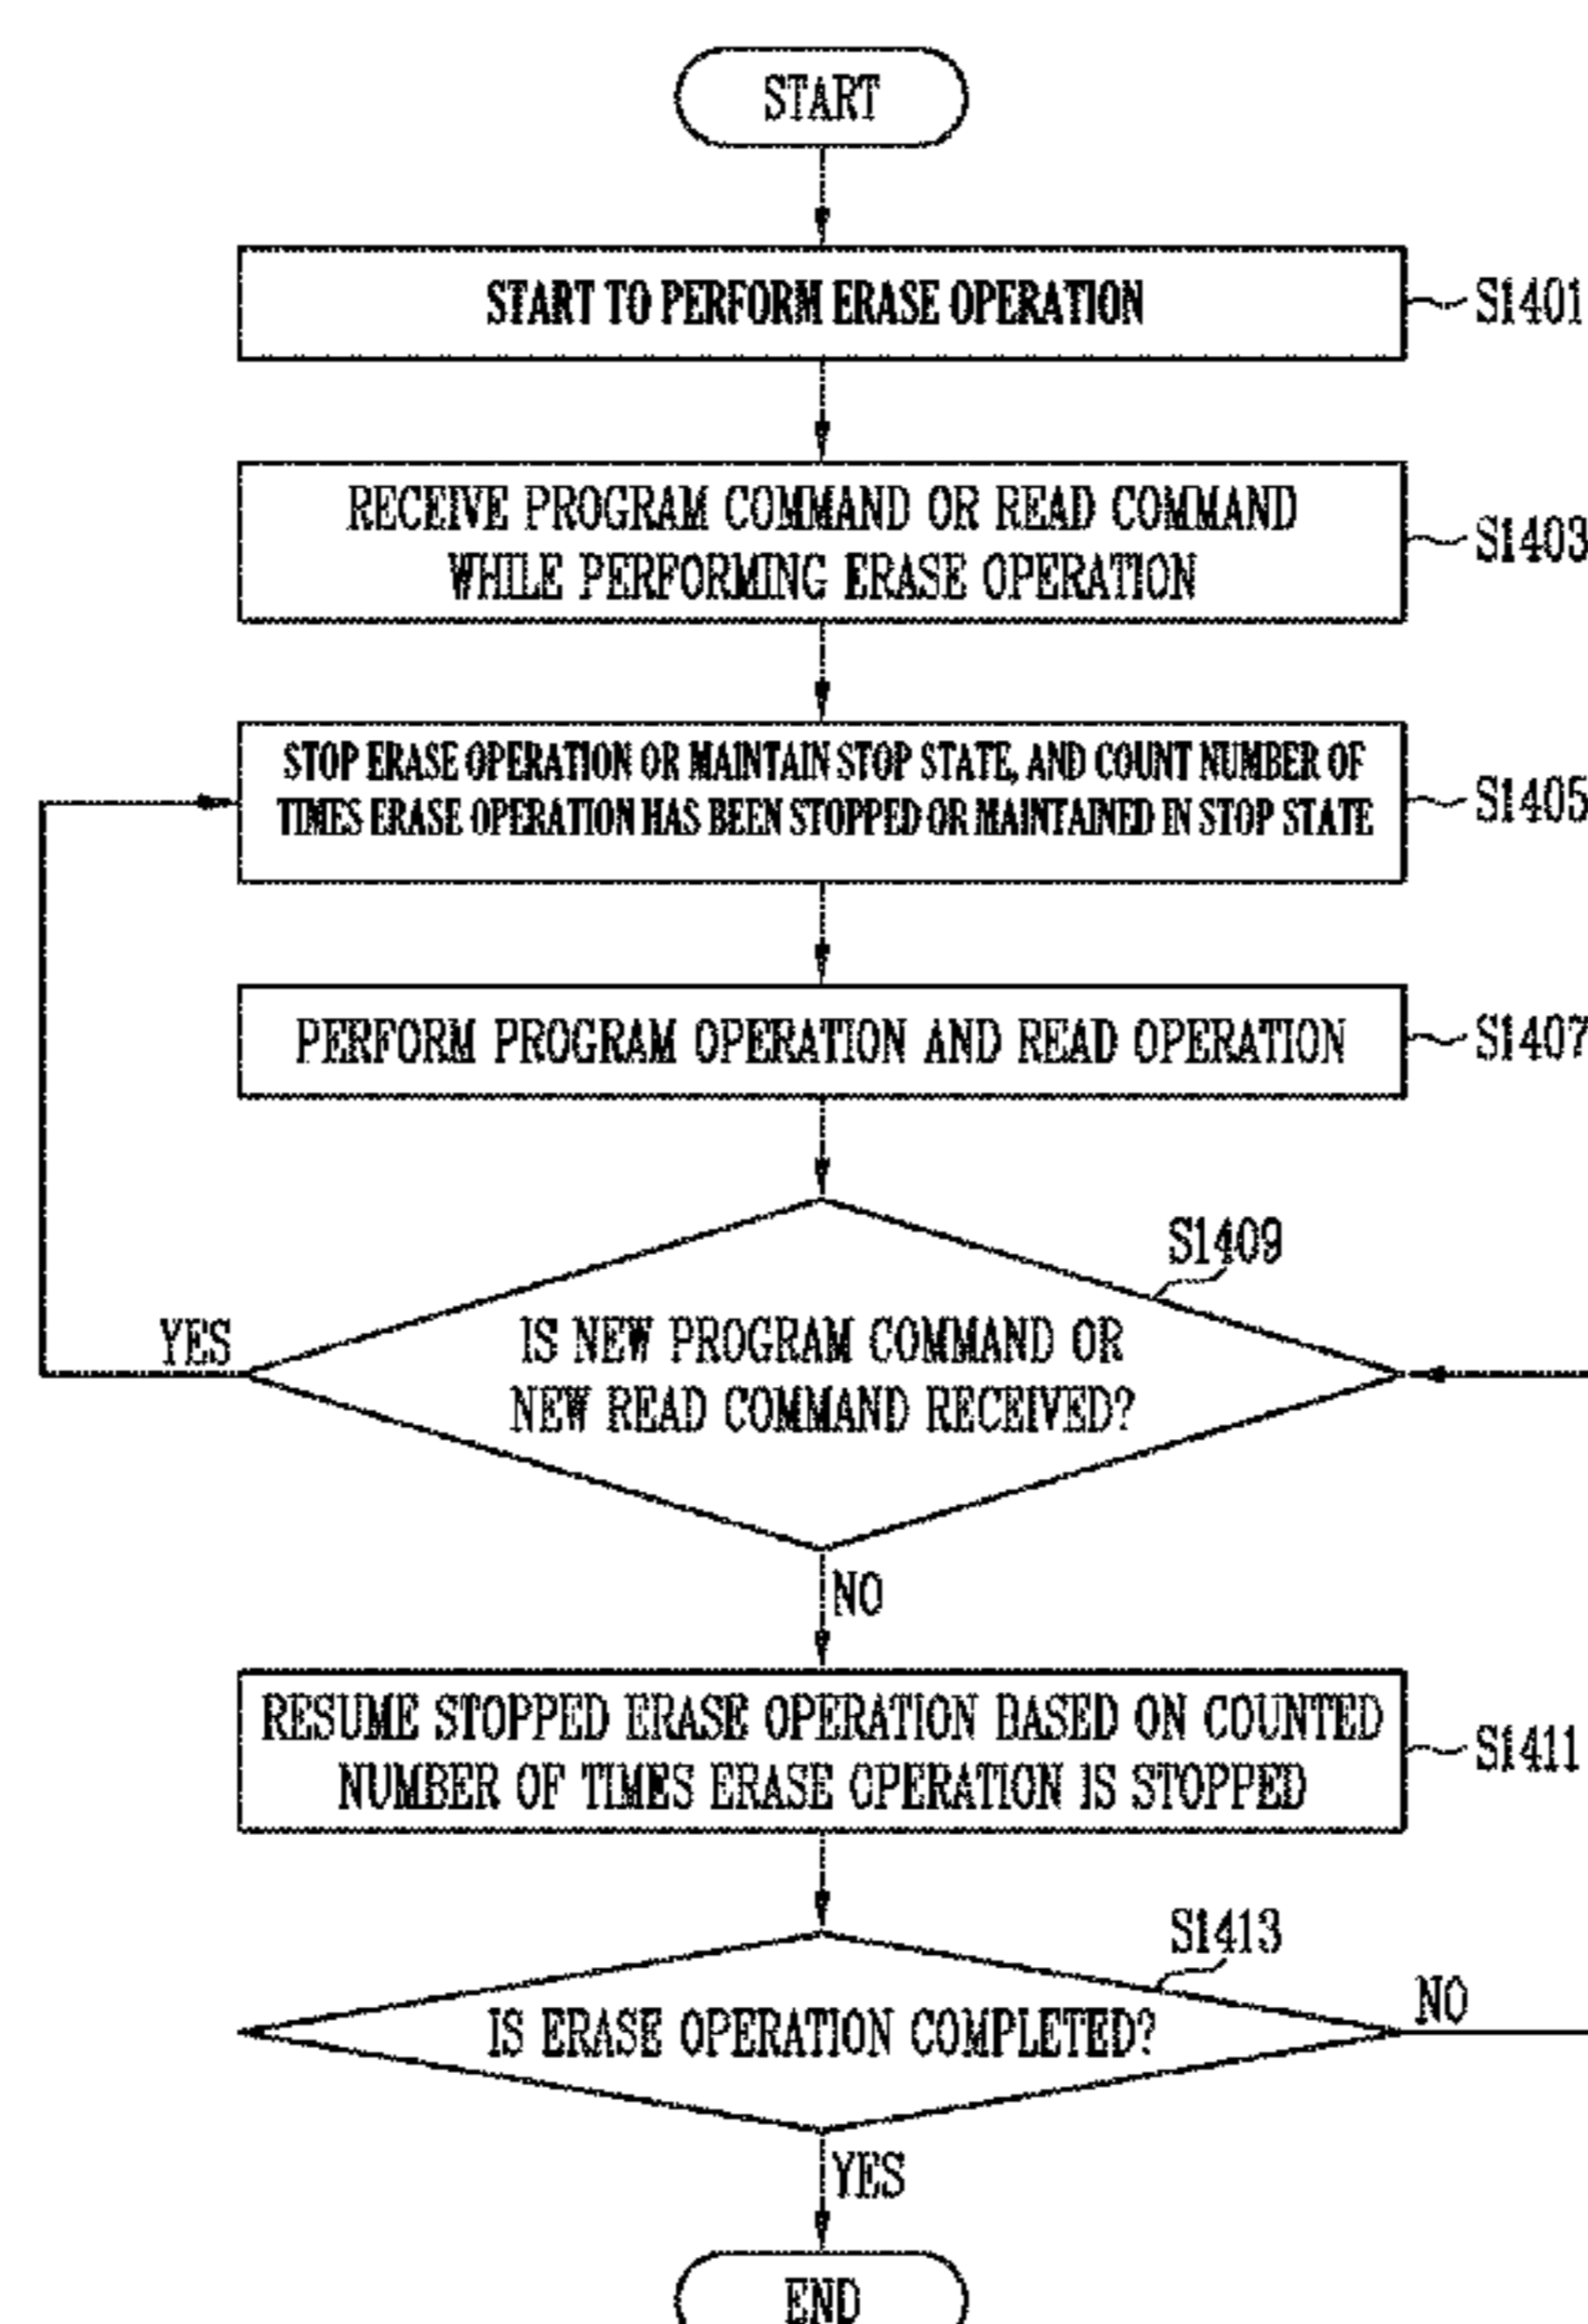 START
START TO PERFORM ERASE OPERATION
S1401
RECEIVE PROGRAM COMMAND OR READ COMMAND
WHILE PERFORMING ERASE OPERATION
S1403
STOP ERASE OPERATION OR MAINTAIN STOP STATE, AND COUNT NUMBER OF
TIMES ERASE OPERATION HAS BEEN STOPPED OR MAINTAINED IN STOP STATE
S1405
PERFORM PROGRAM OPERATION AND READ OPERATION
S1407
S1409
YES
IS NEW PROGRAM COMMAND OR
NEW READ COMMAND RECEIVED?
NO
RESUME STOPPED ERASE OPERATION BASED ON COUNTED
NUMBER OF TIMES ERASE OPERATION IS STOPPED
S1411
S1413
NO
IS ERASE OPERATION COMPLETED?
YES
END